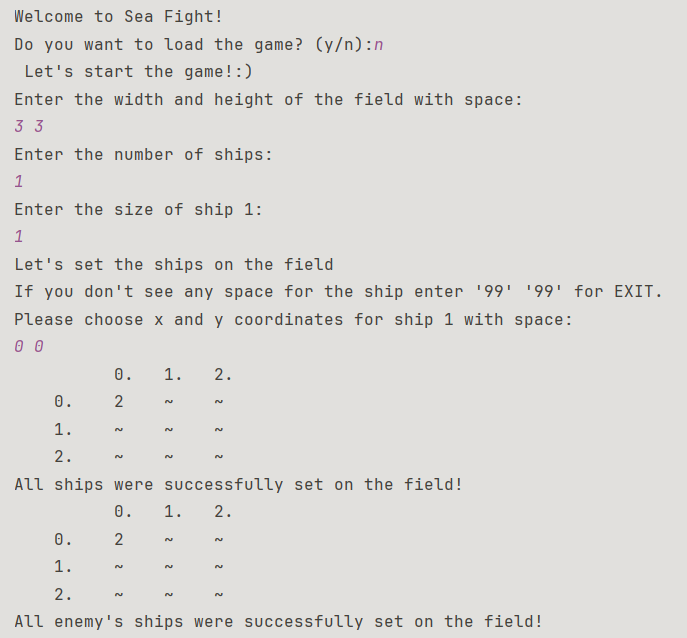 Welcome to Sea Fight!
Do you want to load the game? (y/n):n
Let's start the game!:)
Enter the width and height of the field with space:
3 3
Enter the number of ships:
1
Enter the size of ship 1:
1
Let's set the ships on the field
If you don't see any space for the ship enter '99' '99' for EXIT.
Please choose x and y coordinates for ship 1 with space:
0 0
0. 1. 2.
0. 2 ~ ~
1. ~ ~ ~
2. ~ ~ ~
All ships were successfully set on the field!
0. 1. 2.
0. 2 ~ ~
1. ~ ~ ~
2. ~ ~ ~
All enemy's ships were successfully set on the field!